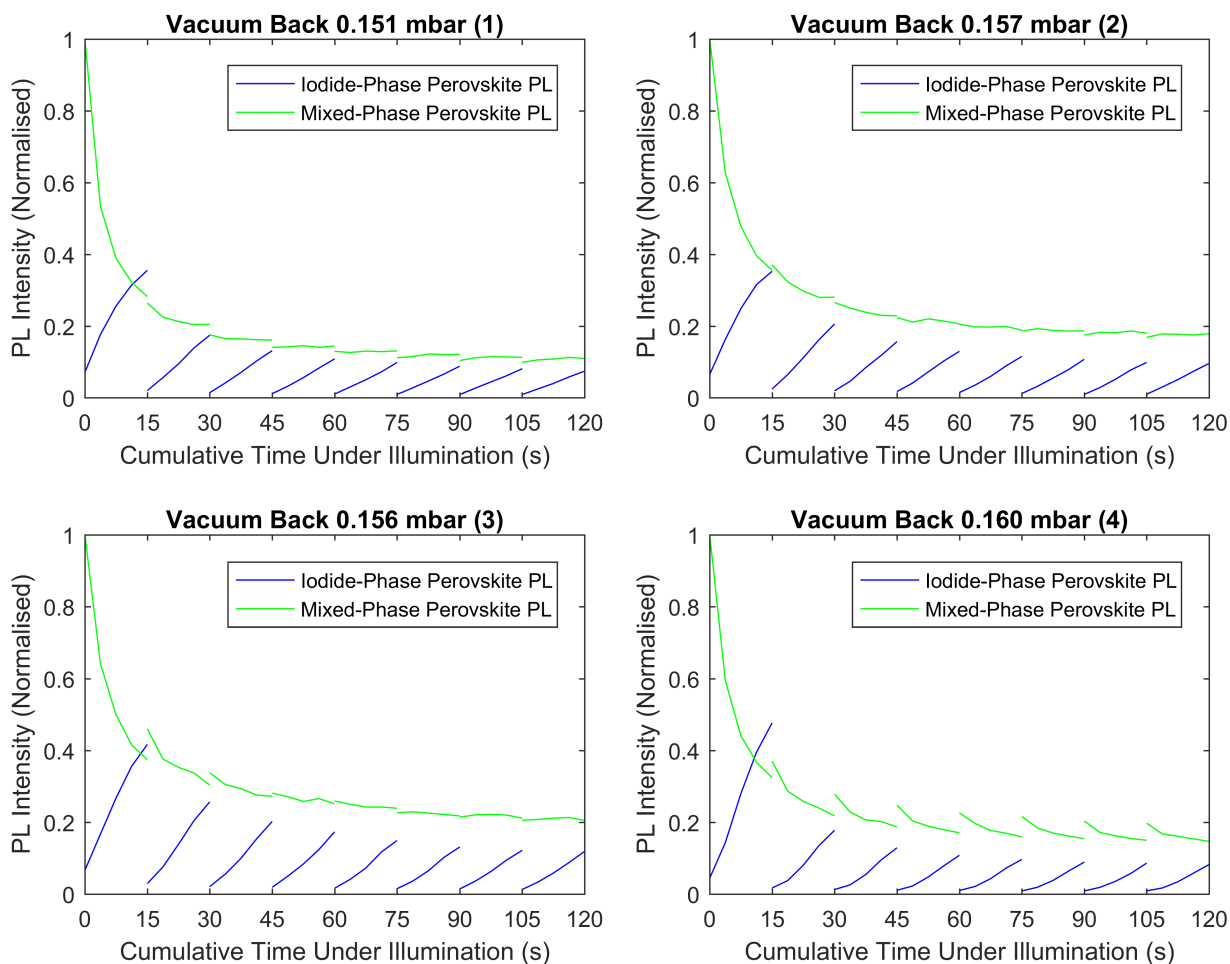 Vacuum Back 0.151 mbar (1)
PL Intensity (Normalised)
1
0.8
0.6
0.4
0.2
0
Iodide-Phase Perovskite PL
Mixed-Phase Perovskite PL
0 15 30 45 60 75 90 105 120
Cumulative Time Under Illumination (s)
Vacuum Back 0.157 mbar (2)
PL Intensity (Normalised)
1
0.8
0.6
0.4
0.2
0
Iodide-Phase Perovskite PL
Mixed-Phase Perovskite PL
0 15 30 45 60 75 90 105 120
Cumulative Time Under Illumination (s)
Vacuum Back 0.156 mbar (3)
PL Intensity (Normalised)
1
0.8
0.6
0.4
0.2
0
Iodide-Phase Perovskite PL
Mixed-Phase Perovskite PL
0 15 30 45 60 75 90 105 120
Cumulative Time Under Illumination (s)
Vacuum Back 0.160 mbar (4)
PL Intensity (Normalised)
1
0.8
0.6
0.4
0.2
0
Iodide-Phase Perovskite PL
Mixed-Phase Perovskite PL
0 15 30 45 60 75 90 105 120
Cumulative Time Under Illumination (s)